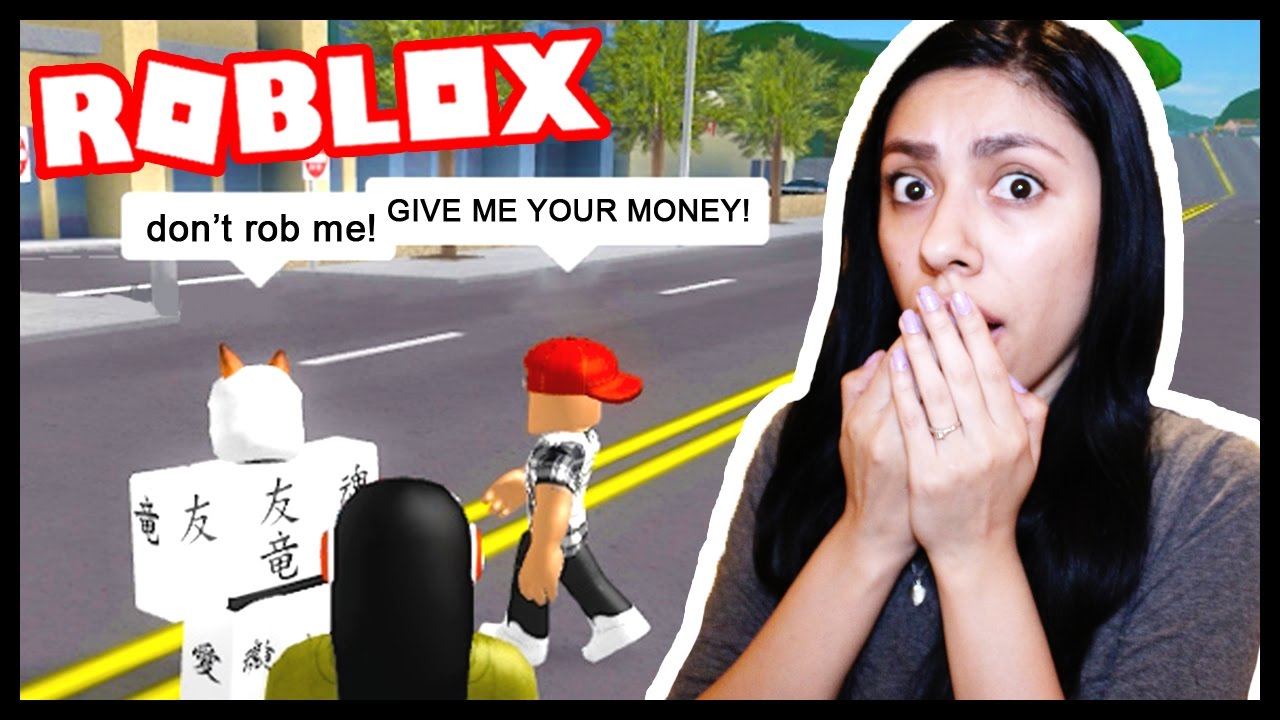 ROBLOX
don’t rob me!
GIVE ME YOUR MONEY!
竜
友
友
魂
竜
愛